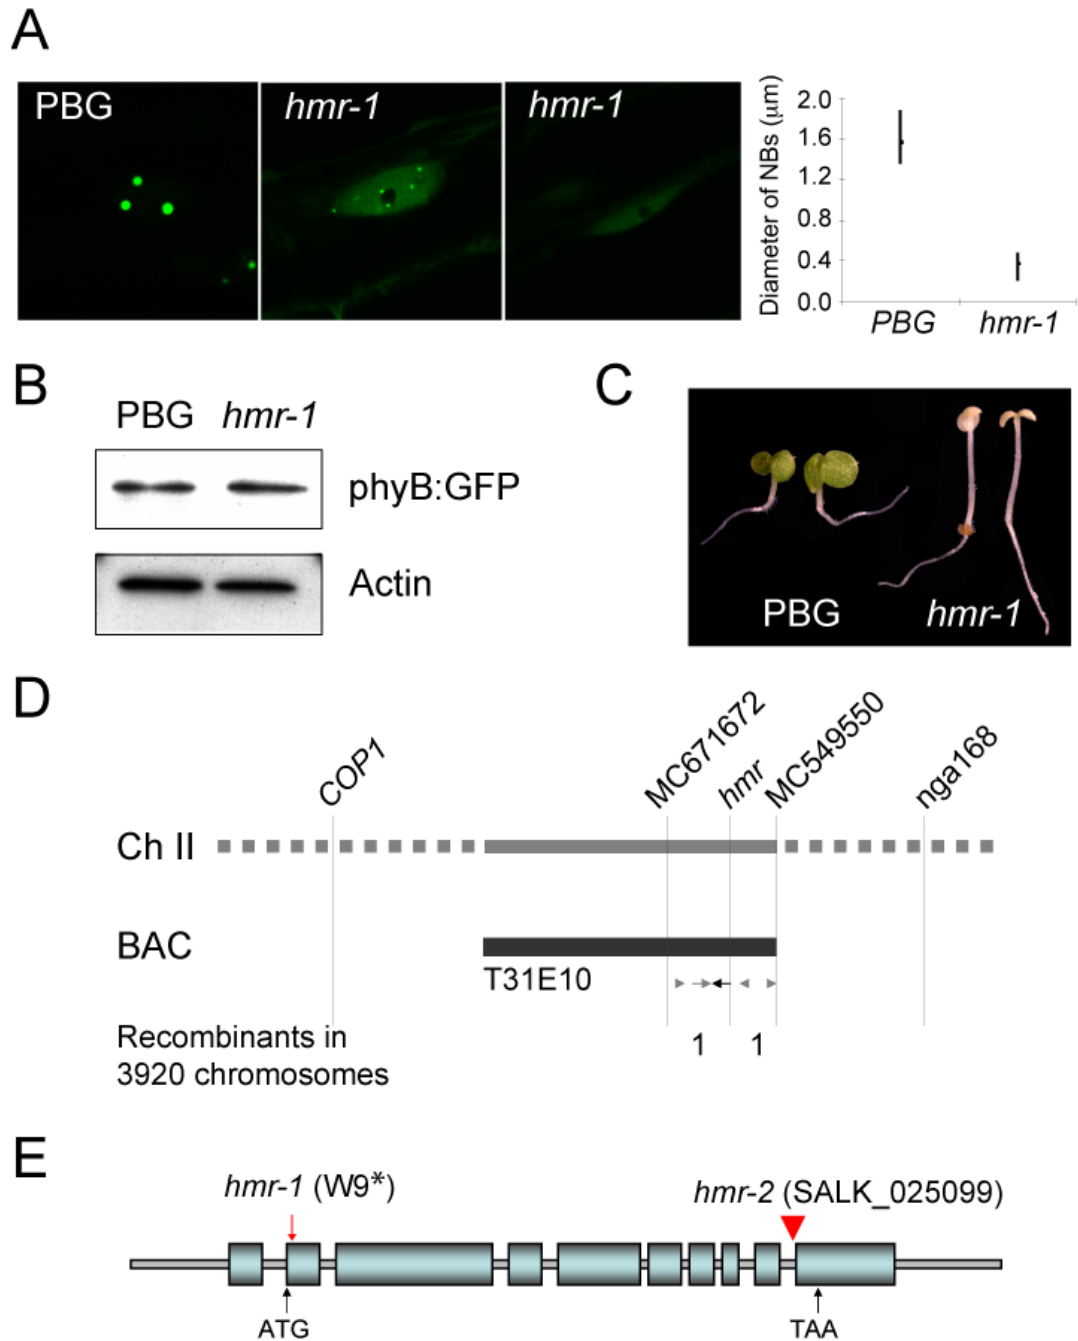 A
PBG
hmr-1
hmr-1
Diameter of NBs (μm)
2.0
1.6
1.2
0.8
0.4
0.0
PBG
hmr-1
B
PBG hmr-1
phyB:GFP
Actin
C
PBG
hmr-1
D
COP1
MC671672
hmr
MC549550
nga168
Ch II
BAC
T31E10
Recombinants in
3920 chromosomes
1
1
E
hmr-1 (W9*)
hmr-2 (SALK_025099)
ATG
TAA